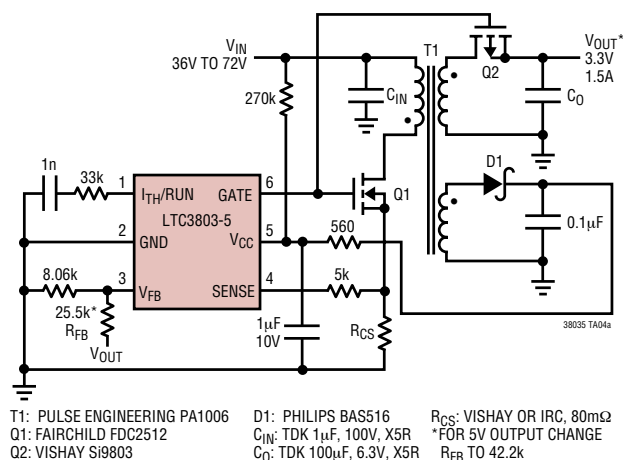 T1
V_IN
36V TO 72V
V_OUT*
3.3V
1.5A
Q2
270k
C_IN
C_O
1n
33k
1
I_TH/RUN
GATE
6
Q1
D1
LTC3803-5
2
GND
V_CC
5
560
0.1µF
8.06k
3
V_FB
SENSE
4
5k
25.5k*
R_FB
V_OUT
1µF
10V
R_CS
38035 TA04a
T1: PULSE ENGINEERING PA1006
Q1: FAIRCHILD FDC2512
Q2: VISHAY Si9803
D1: PHILIPS BAS516
C_IN: TDK 1µF, 100V, X5R
C_O: TDK 100µF, 6.3V, X5R
R_CS: VISHAY OR IRC, 80mΩ
*FOR 5V OUTPUT CHANGE
R_FB TO 42.2k